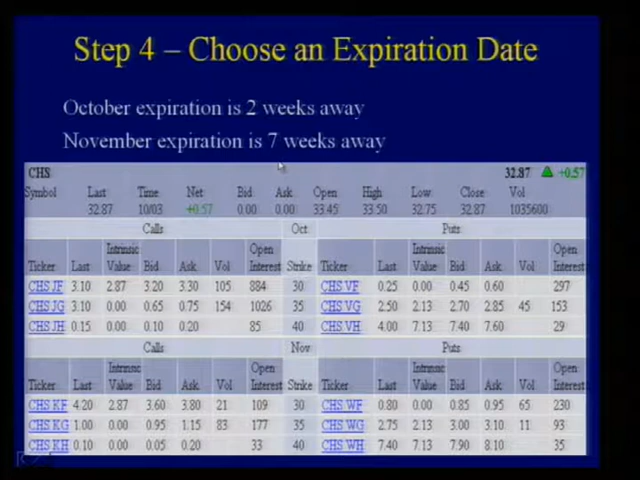 Step 4 – Choose an Expiration Date
October expiration is 2 weeks away
November expiration is 7 weeks away
CHS 32.87 ▲ +0.57
Symbol Last Time Net Bid Ask Open High Low Close Vol
32.87 10/03 +0.57 0.00 0.00 33.45 33.50 32.75 32.87 1035600
Calls Oct Puts
Ticker Last Intrinsic Value Bid Ask Vol Open Interest Strike Ticker Last Intrinsic Value Bid Ask Vol Open Interest
CHS JF 3.10 2.87 3.20 3.30 105 884 30 CHS VF 0.25 0.00 0.45 0.60 297
CHS JG 3.10 0.00 0.65 0.75 154 1026 35 CHS VG 2.50 2.13 2.70 2.85 45 153
CHS JH 0.15 0.00 0.10 0.20 85 40 CHS VH 4.00 7.13 7.40 7.60 29
Calls Nov Puts
Ticker Last Intrinsic Value Bid Ask Vol Open Interest Strike Ticker Last Intrinsic Value Bid Ask Vol Open Interest
CHS KF 4.20 2.87 3.60 3.80 21 109 30 CHS WF 0.80 0.00 0.85 0.95 65 230
CHS KG 1.00 0.00 0.95 1.15 83 177 35 CHS WG 2.75 2.13 3.00 3.10 11 93
CHS KH 0.10 0.00 0.05 0.20 33 40 CHS WH 7.40 7.13 7.90 8.10 35